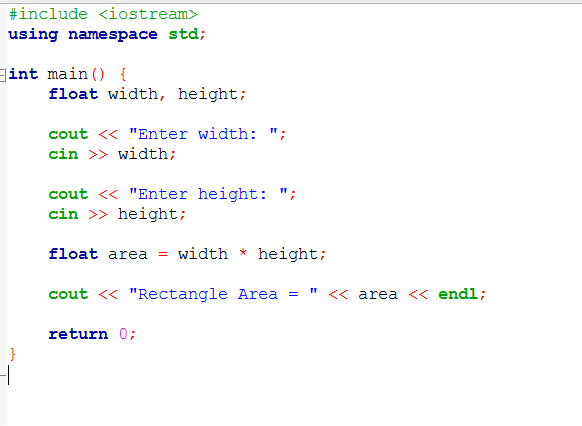 #include <iostream>
using namespace std;
int main() {
    float width, height;
    cout << "Enter width: ";
    cin >> width;
    cout << "Enter height: ";
    cin >> height;
    float area = width * height;
    cout << "Rectangle Area = " << area << endl;
    return 0;
}